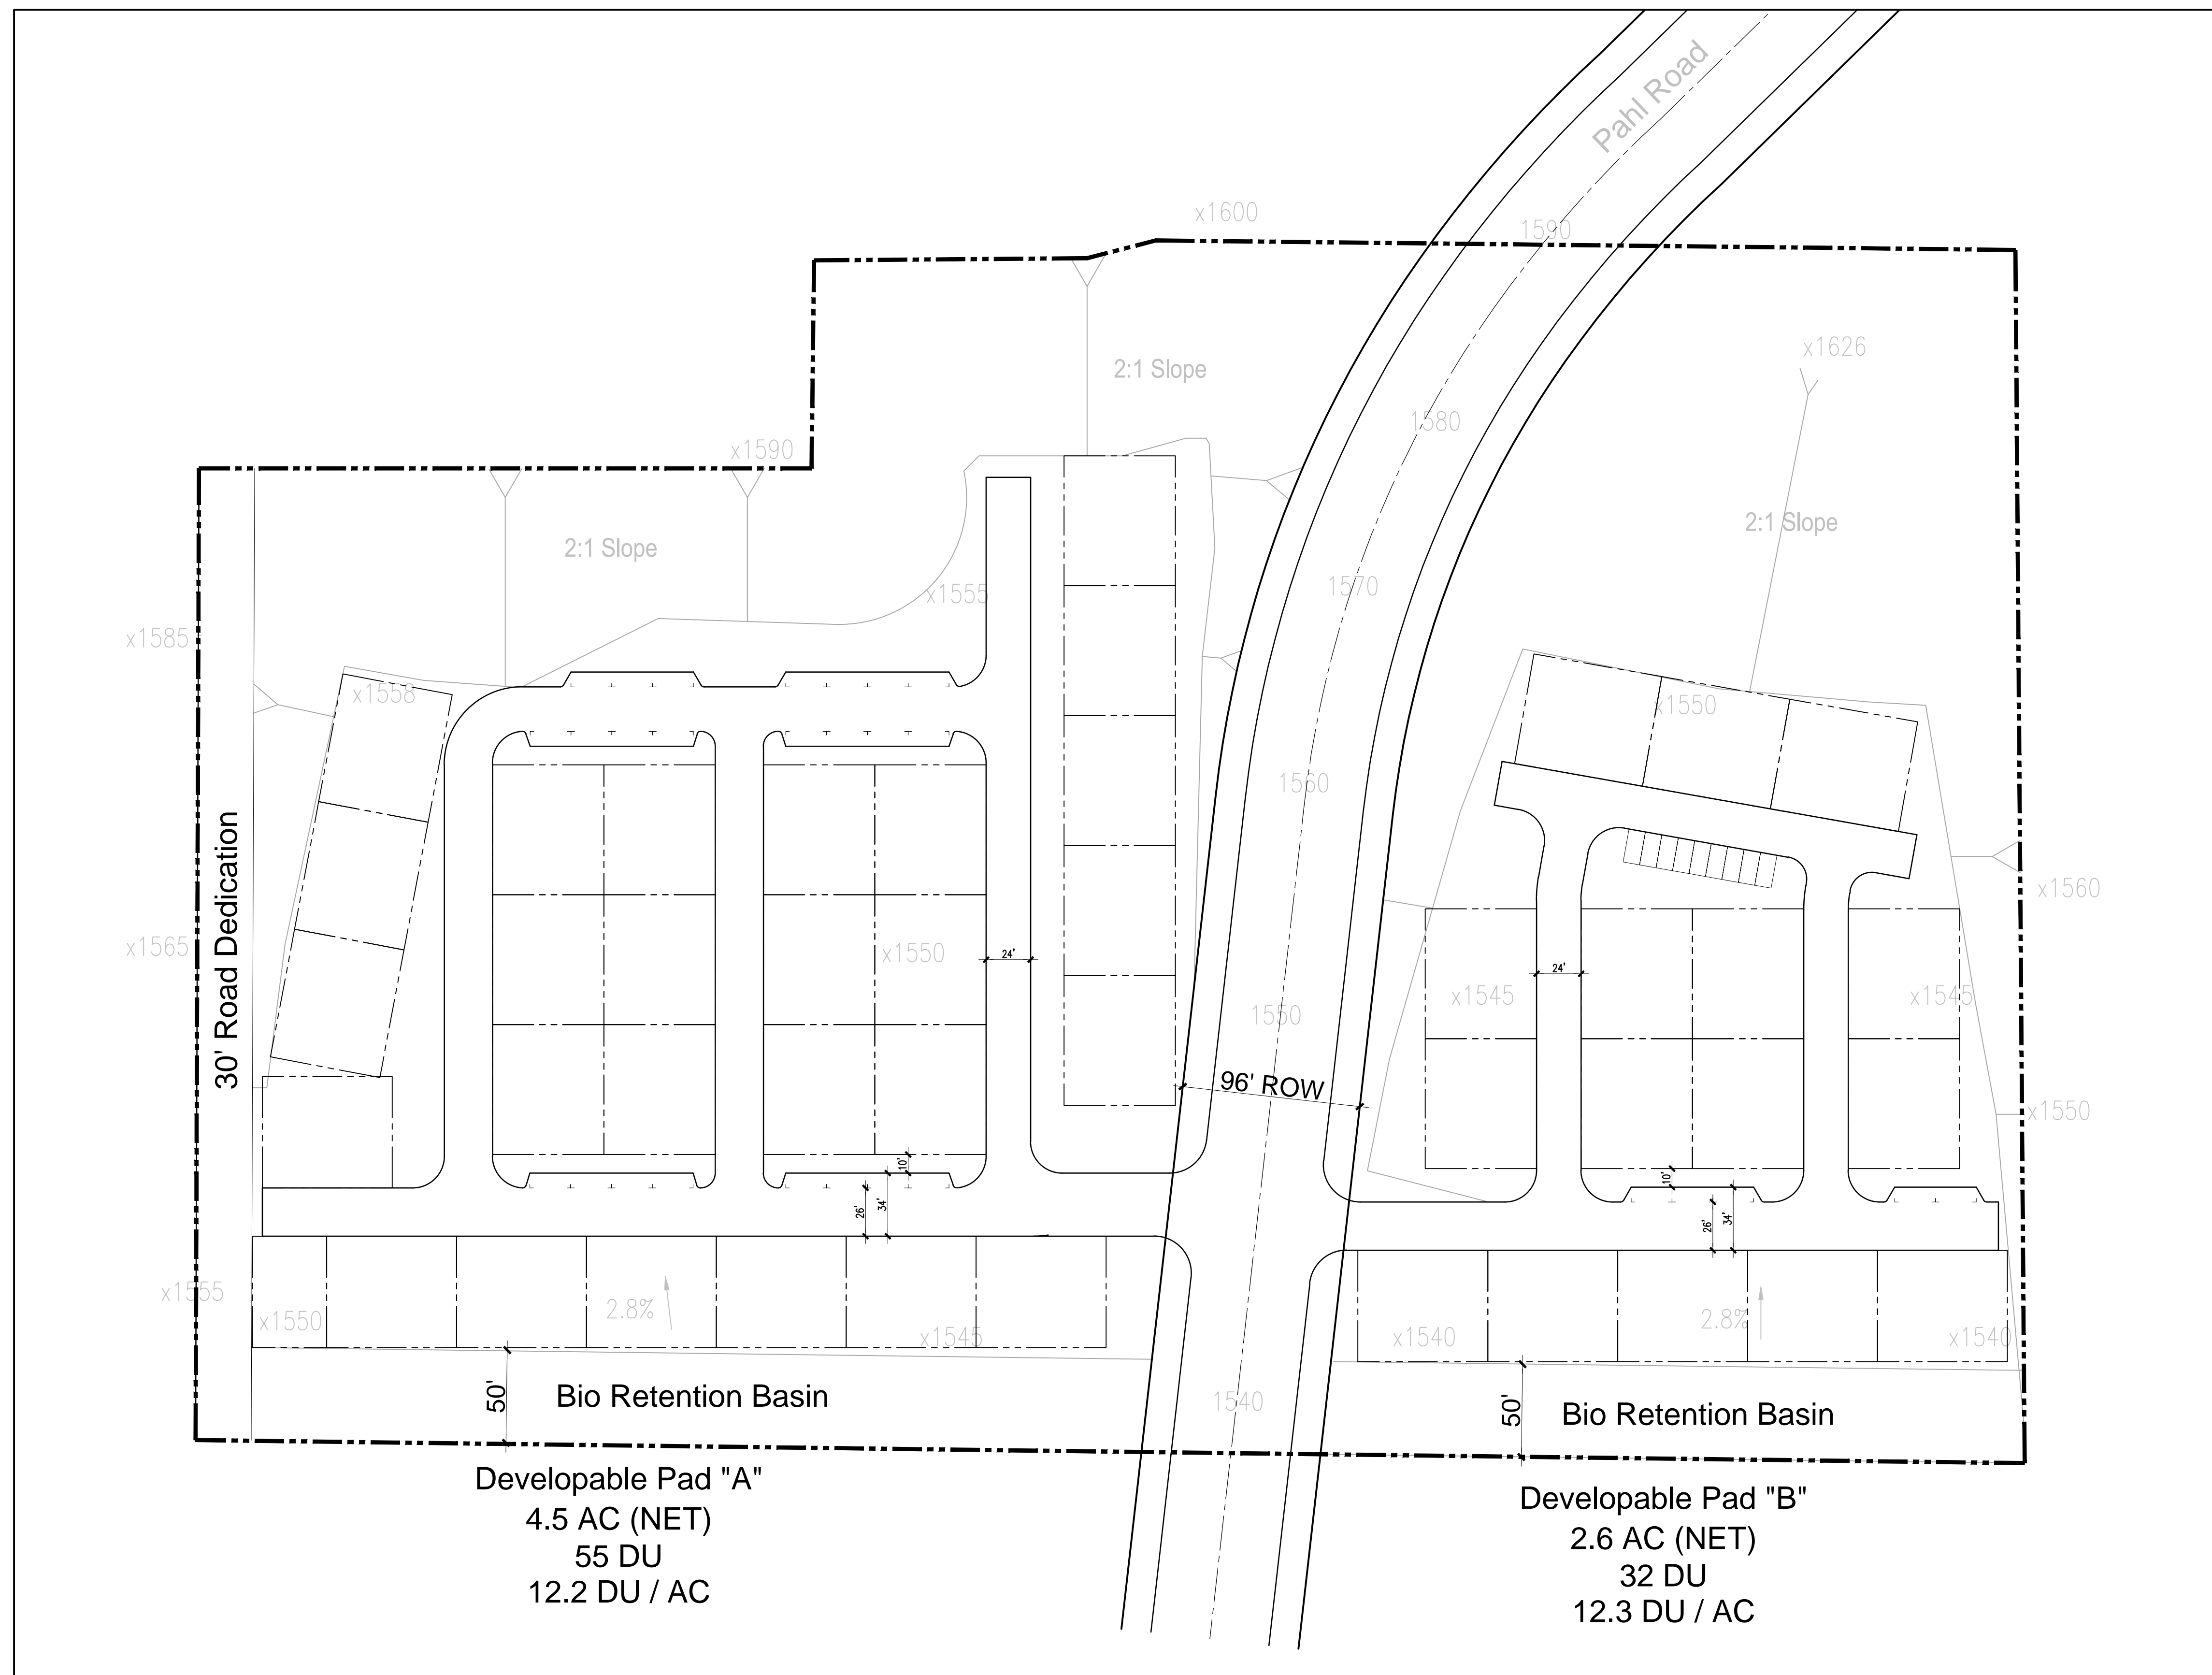 Pahl Road
x1600
1590
2:1 Slope
x1626
1580
x1590
2:1 Slope
2:1 Slope
1570
x1555
x1585
x1558
x1550
1560
30' Road Dedication
x1560
x1565
x1550
24'
24'
x1545
x1545
1550
96' ROW
x1550
10'
10'
26'
34'
26'
34'
x1555
x1550
2.8%
x1545
x1540
2.8%
x1540
50'
Bio Retention Basin
1540
50'
Bio Retention Basin
Developable Pad "A"
4.5 AC (NET)
55 DU
12.2 DU / AC
Developable Pad "B"
2.6 AC (NET)
32 DU
12.3 DU / AC